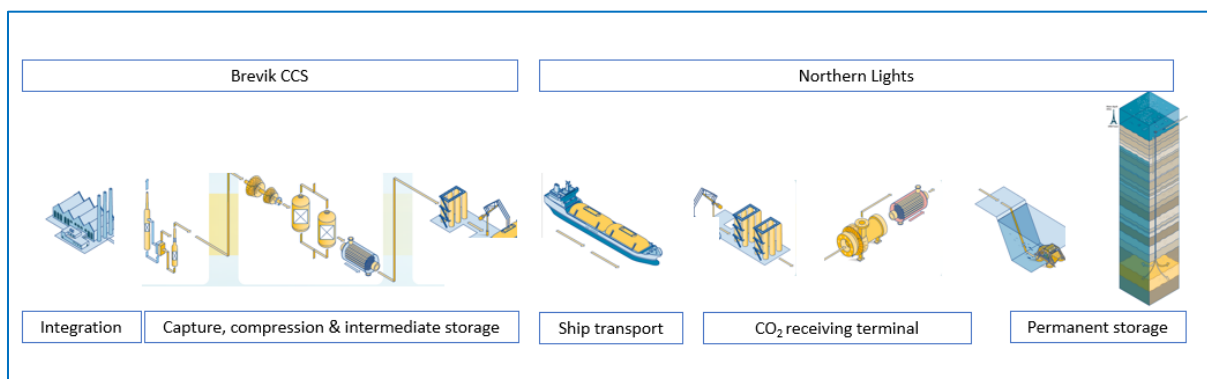 Brevik CCS
Northern Lights
Integration
Capture, compression & intermediate storage
Ship transport
CO₂ receiving terminal
Permanent storage